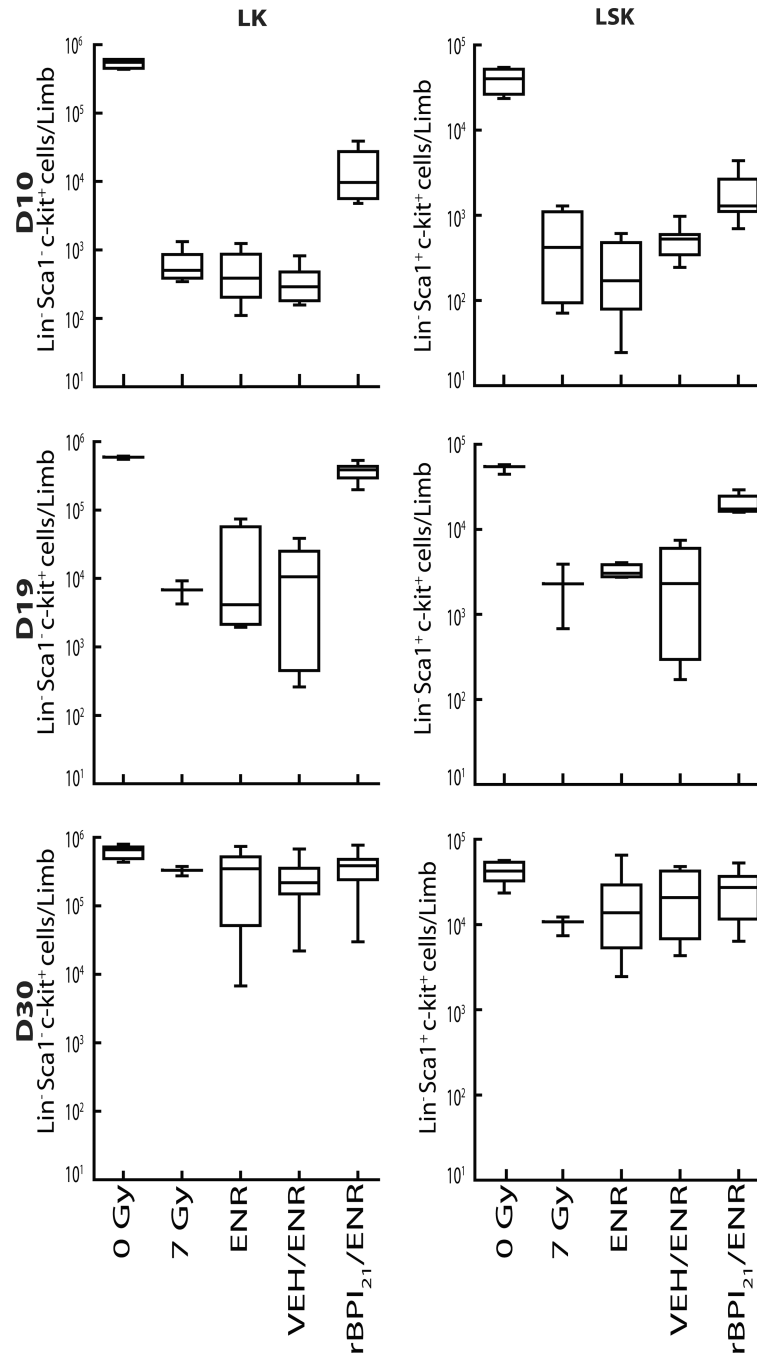 LK
LSK
D10
Lin⁻ Sca1⁻ c-kit⁺ cells/Limb
10⁶
10⁵
10⁴
10³
10²
10¹
Lin⁻ Sca1⁺ c-kit⁺ cells/Limb
10⁵
10⁴
10³
10²
10¹
D19
Lin⁻ Sca1⁻ c-kit⁺ cells/Limb
10⁶
10⁵
10⁴
10³
10²
10¹
Lin⁻ Sca1⁺ c-kit⁺ cells/Limb
10⁵
10⁴
10³
10²
10¹
D30
Lin⁻ Sca1⁻ c-kit⁺ cells/Limb
10⁶
10⁵
10⁴
10³
10²
10¹
Lin⁻ Sca1⁺ c-kit⁺ cells/Limb
10⁵
10⁴
10³
10²
10¹
0 Gy
7 Gy
ENR
VEH/ENR
rBPI₂₁/ENR
0 Gy
7 Gy
ENR
VEH/ENR
rBPI₂₁/ENR